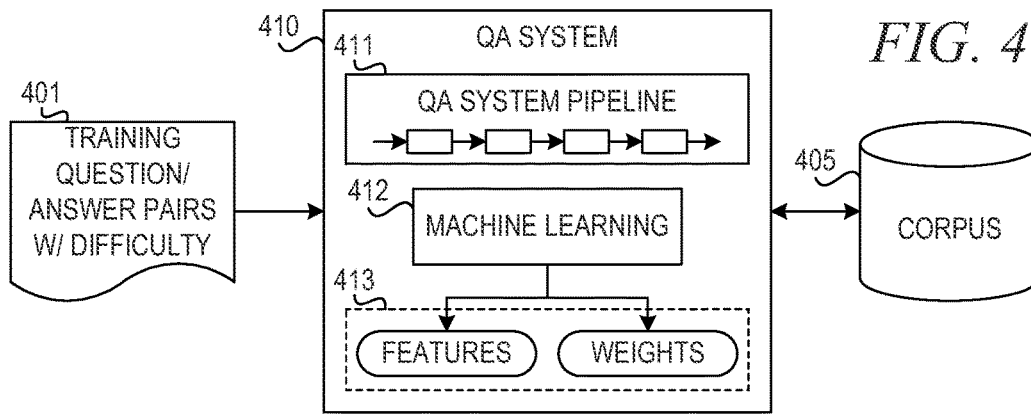 FIG. 4
410
QA SYSTEM
411
QA SYSTEM PIPELINE
401
TRAINING
QUESTION/
ANSWER PAIRS
W/ DIFFICULTY
412
MACHINE LEARNING
413
FEATURES
WEIGHTS
405
CORPUS